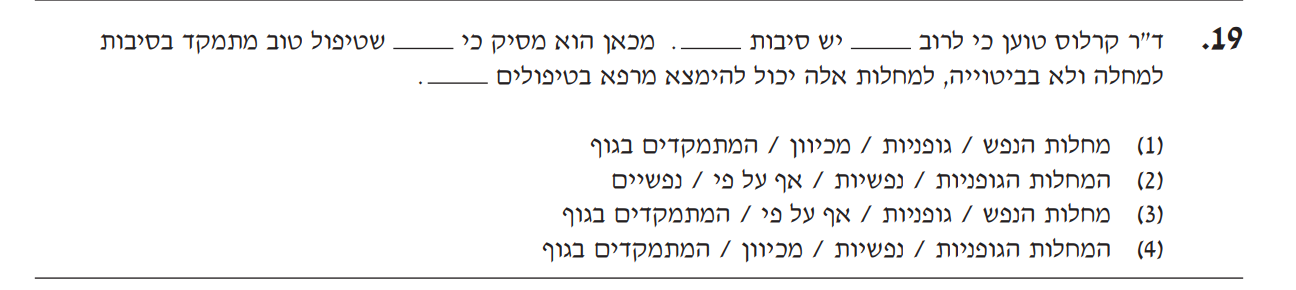 19. ד"ר קרלוס טוען כי לרוב _____ יש סיבות _____. מכאן הוא מסיק כי _____ שטיפול טוב מתמקד בסיבות
למחלה ולא בביטוייה, למחלות אלה יכול להימצא מרפא בטיפולים _____.
(1) מחלות הנפש / גופניות / מכיוון / המתמקדים בגוף
(2) המחלות הגופניות / נפשיות / אף על פי / נפשיים
(3) מחלות הנפש / גופניות / אף על פי / המתמקדים בגוף
(4) המחלות הגופניות / נפשיות / מכיוון / המתמקדים בגוף